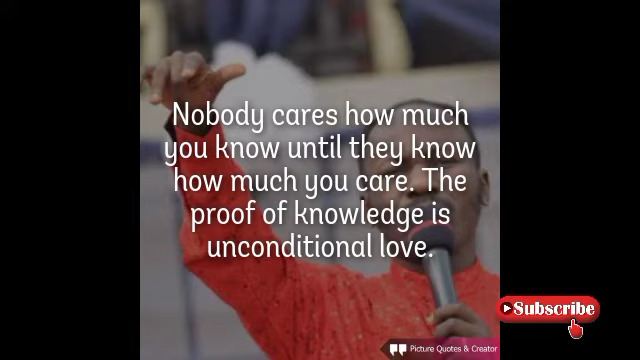 Nobody cares how much
you know until they know
how much you care. The
proof of knowledge is
unconditional love.
Subscribe
Picture Quotes & Creator